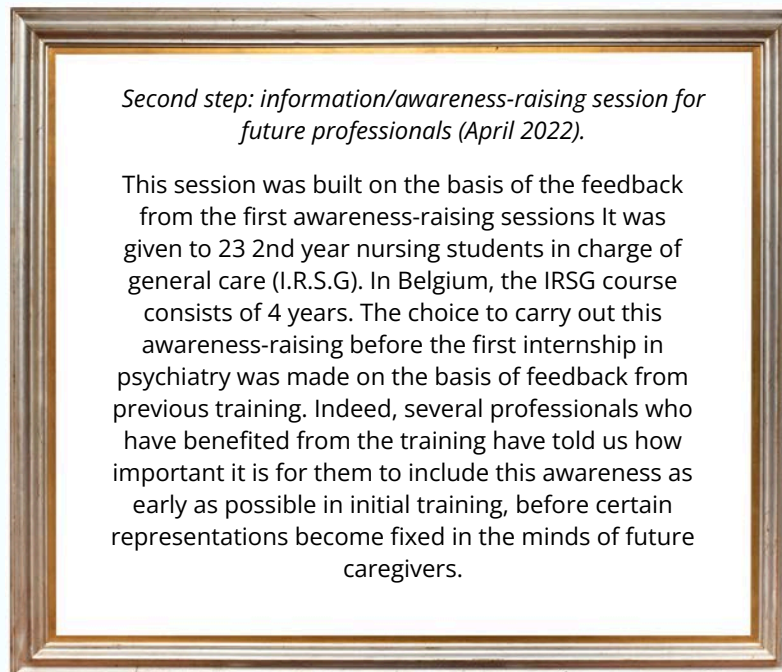 Second step: information/awareness-raising session for
future professionals (April 2022).
This session was built on the basis of the feedback
from the first awareness-raising sessions It was
given to 23 2nd year nursing students in charge of
general care (I.R.S.G). In Belgium, the IRSG course
consists of 4 years. The choice to carry out this
awareness-raising before the first internship in
psychiatry was made on the basis of feedback from
previous training. Indeed, several professionals who
have benefited from the training have told us how
important it is for them to include this awareness as
early as possible in initial training, before certain
representations become fixed in the minds of future
caregivers.